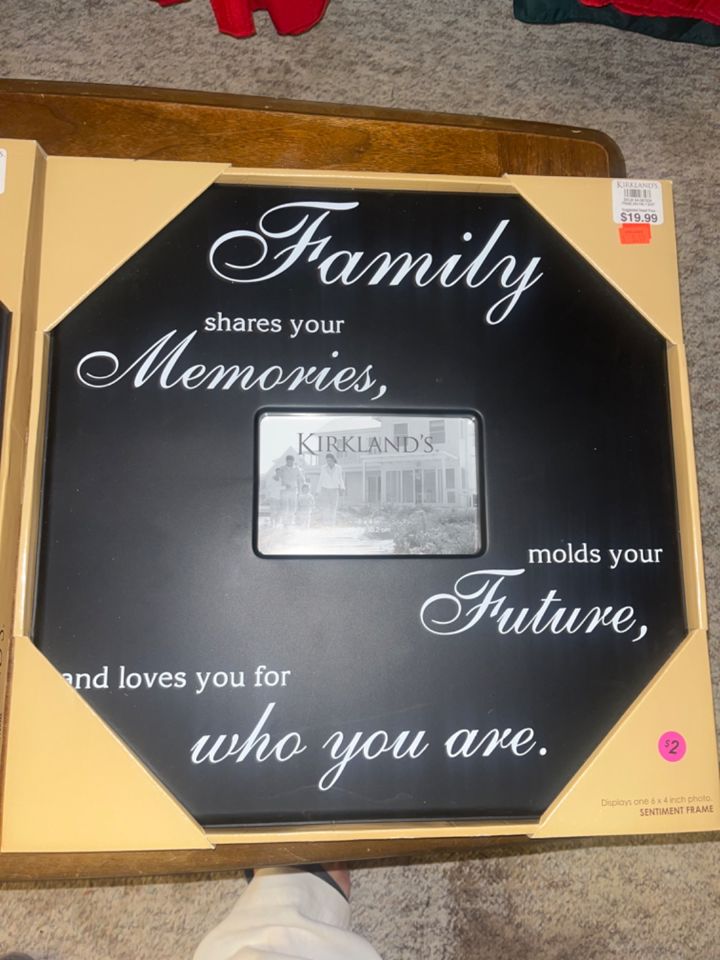 KIRKLAND'S
$19.99
Family
shares your
Memories,
KIRKLAND'S
molds your
Future,
and loves you for
who you are.
$2
Displays one 6 x 4 inch photo.
SENTIMENT FRAME